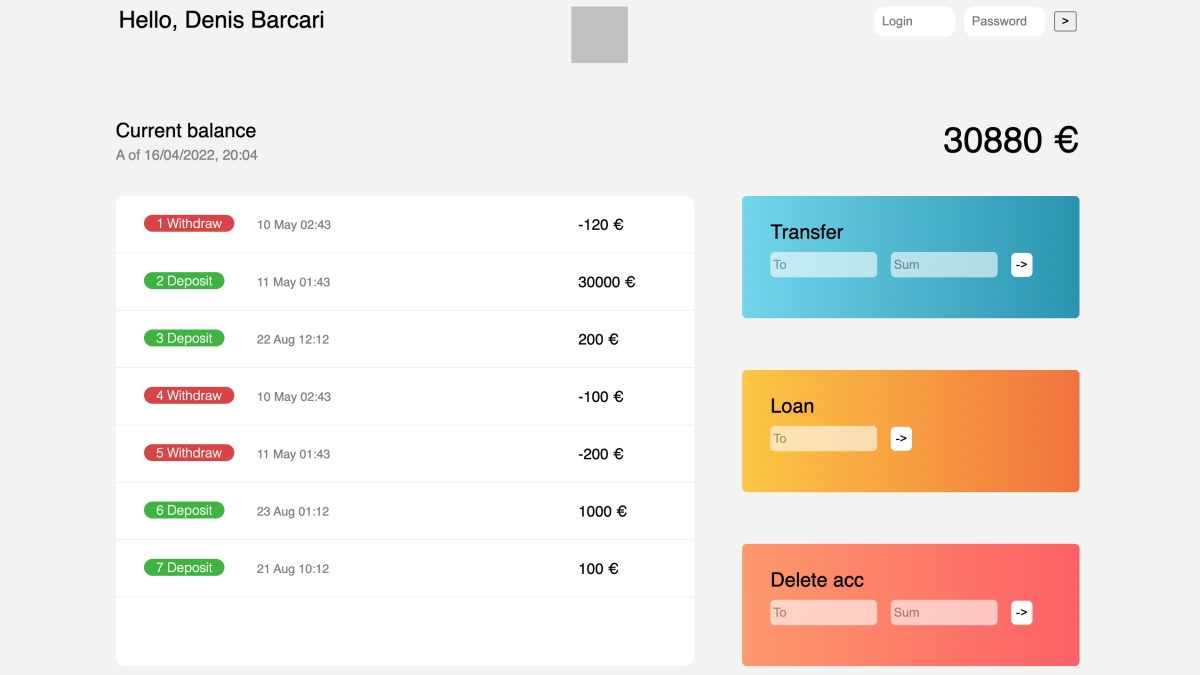 Hello, Denis Barcari
Login Password >
Current balance
A of 16/04/2022, 20:04
30880 €
1 Withdraw 10 May 02:43 -120 €
2 Deposit 11 May 01:43 30000 €
3 Deposit 22 Aug 12:12 200 €
4 Withdraw 10 May 02:43 -100 €
5 Withdraw 11 May 01:43 -200 €
6 Deposit 23 Aug 01:12 1000 €
7 Deposit 21 Aug 10:12 100 €
Transfer
To Sum ->
Loan
To ->
Delete acc
To Sum ->